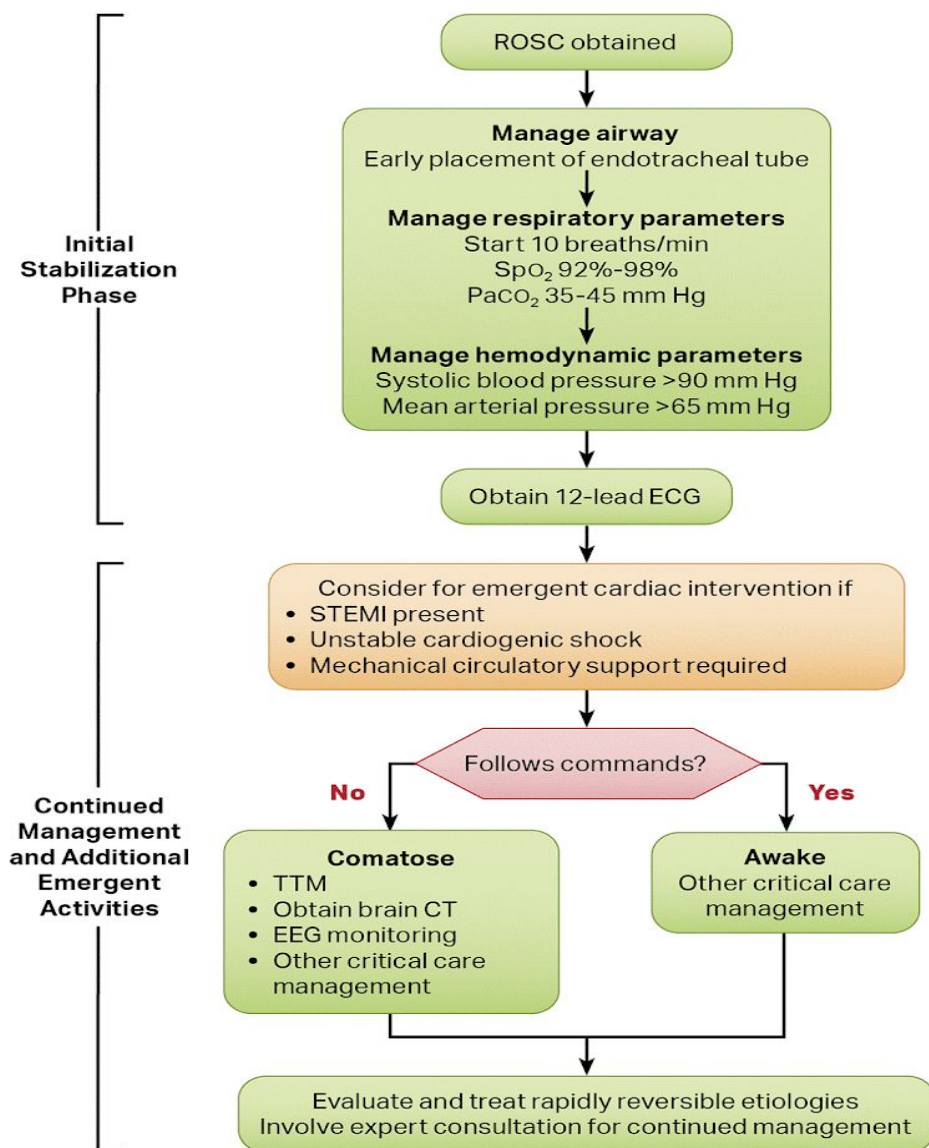 ROSC obtained
Manage airway
Early placement of endotracheal tube
Manage respiratory parameters
Start 10 breaths/min
SpO₂ 92%-98%
PaCO₂ 35-45 mm Hg
Manage hemodynamic parameters
Systolic blood pressure >90 mm Hg
Mean arterial pressure >65 mm Hg
Obtain 12-lead ECG
Initial
Stabilization
Phase
Consider for emergent cardiac intervention if
• STEMI present
• Unstable cardiogenic shock
• Mechanical circulatory support required
Follows commands?
No
Yes
Comatose
• TTM
• Obtain brain CT
• EEG monitoring
• Other critical care
management
Awake
Other critical care
management
Continued
Management
and Additional
Emergent
Activities
Evaluate and treat rapidly reversible etiologies
Involve expert consultation for continued management